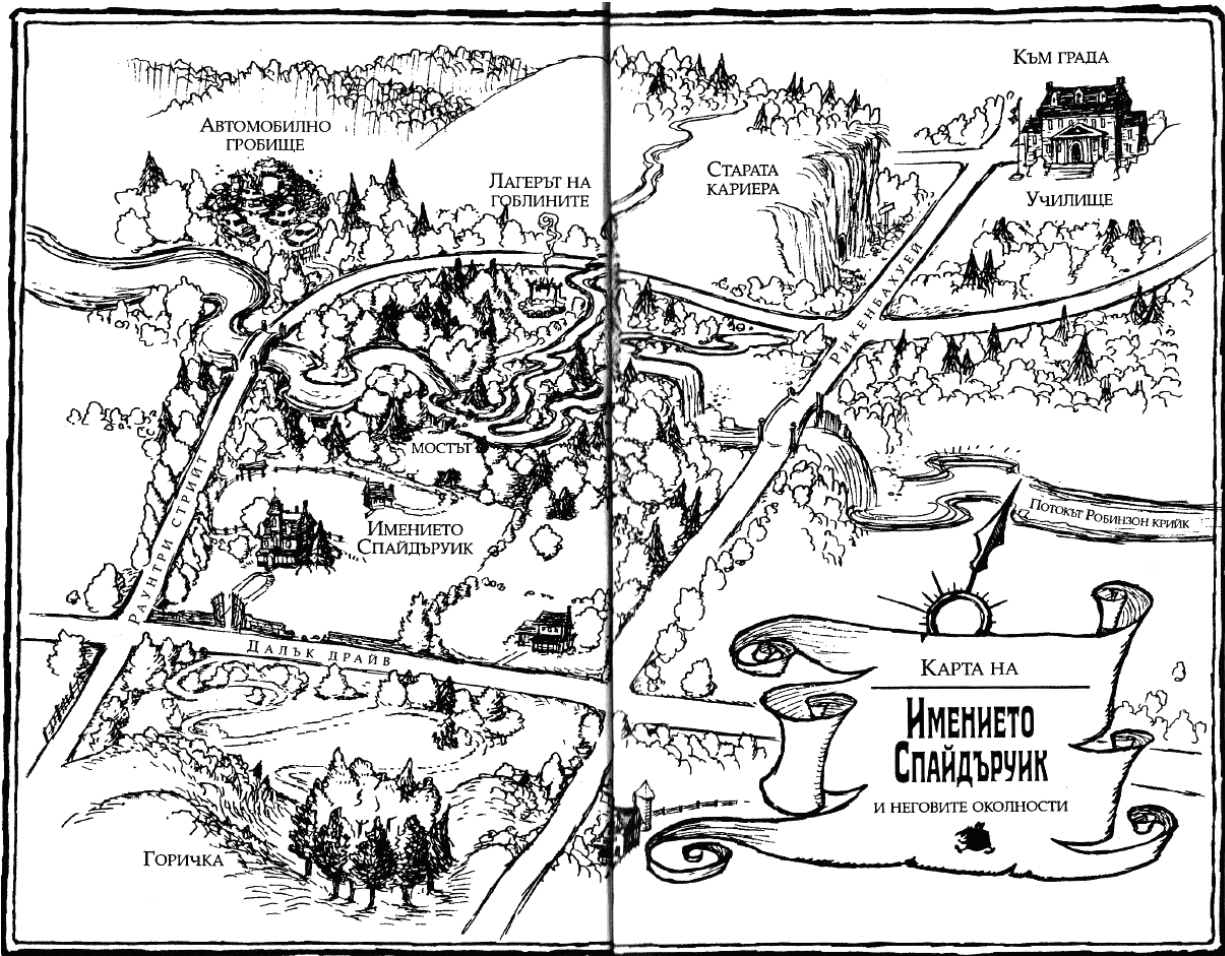 Към града
Автомобилно
гробище
Лагерът на
гоблините
Старата
кариера
Училище
Рикенбахуей
мостът
Раунтри стрийт
Имението
Спайдъруик
Потокът Робинзон крийк
Далък драйв
Карта на
Имението
Спайдъруик
и неговите околности
Горичка